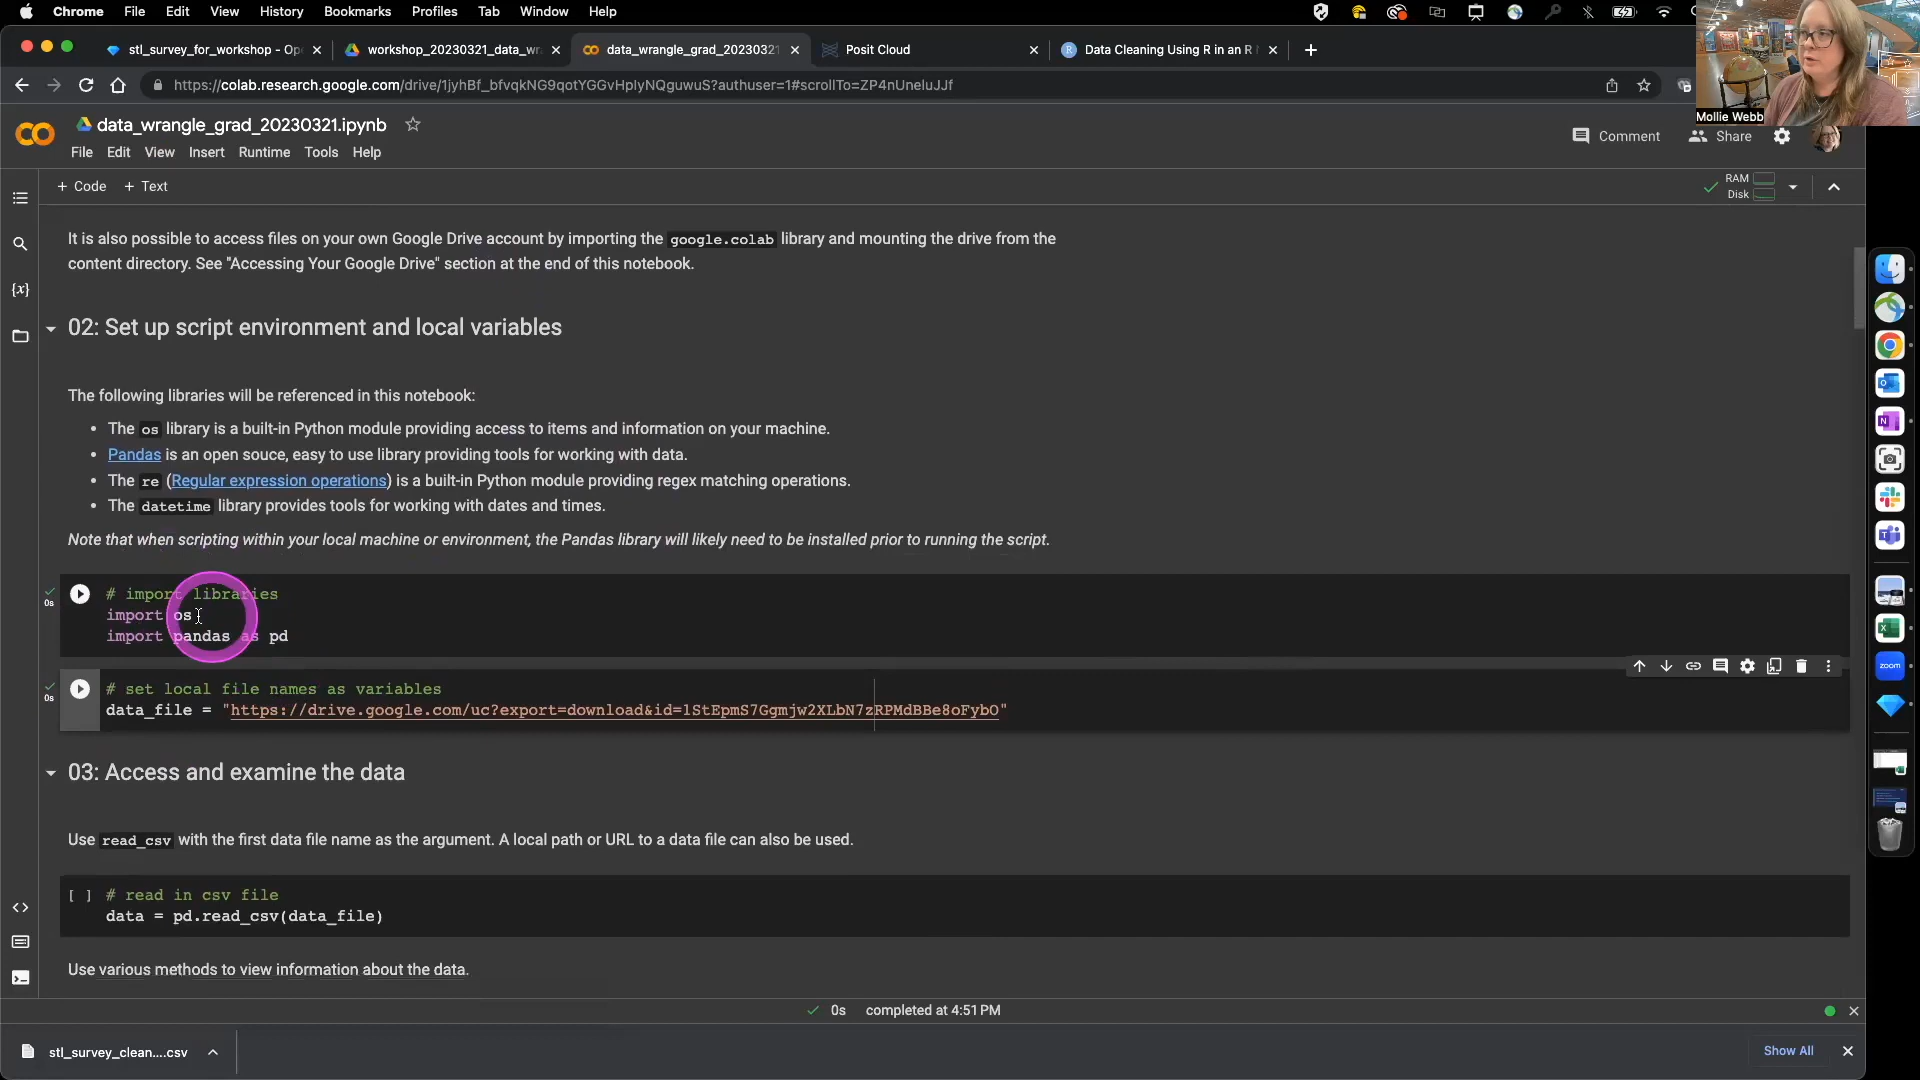 Chrome File Edit View History Bookmarks Profiles Tab Window Help
stl_survey_for_workshop - Ope
workshop_20230321_data_wr
data_wrangle_grad_20230321
Posit Cloud
Data Cleaning Using R in an R
https://colab.research.google.com/drive/1jyhBf_bfvqkNG9qotYGGvHpIyNQguwuS?authuser=1#scrollTo=ZP4nUneluJJf
Mollie Webb
data_wrangle_grad_20230321.ipynb
Comment Share
File Edit View Insert Runtime Tools Help
+ Code + Text
RAM
Disk
It is also possible to access files on your own Google Drive account by importing the google.colab library and mounting the drive from the
content directory. See "Accessing Your Google Drive" section at the end of this notebook.
02: Set up script environment and local variables
The following libraries will be referenced in this notebook:
• The os library is a built-in Python module providing access to items and information on your machine.
• Pandas is an open souce, easy to use library providing tools for working with data.
• The re (Regular expression operations) is a built-in Python module providing regex matching operations.
• The datetime library provides tools for working with dates and times.
Note that when scripting within your local machine or environment, the Pandas library will likely need to be installed prior to running the script.
0s
# import libraries
import os
import pandas as pd
0s
# set local file names as variables
data_file = "https://drive.google.com/uc?export=download&id=1StEpmS7Ggmjw2XLbN7zRPMdBBe8oFybO"
03: Access and examine the data
Use read_csv with the first data file name as the argument. A local path or URL to a data file can also be used.
[ ] # read in csv file
data = pd.read_csv(data_file)
Use various methods to view information about the data.
0s completed at 4:51 PM
stl_survey_clean....csv
Show All
zoom